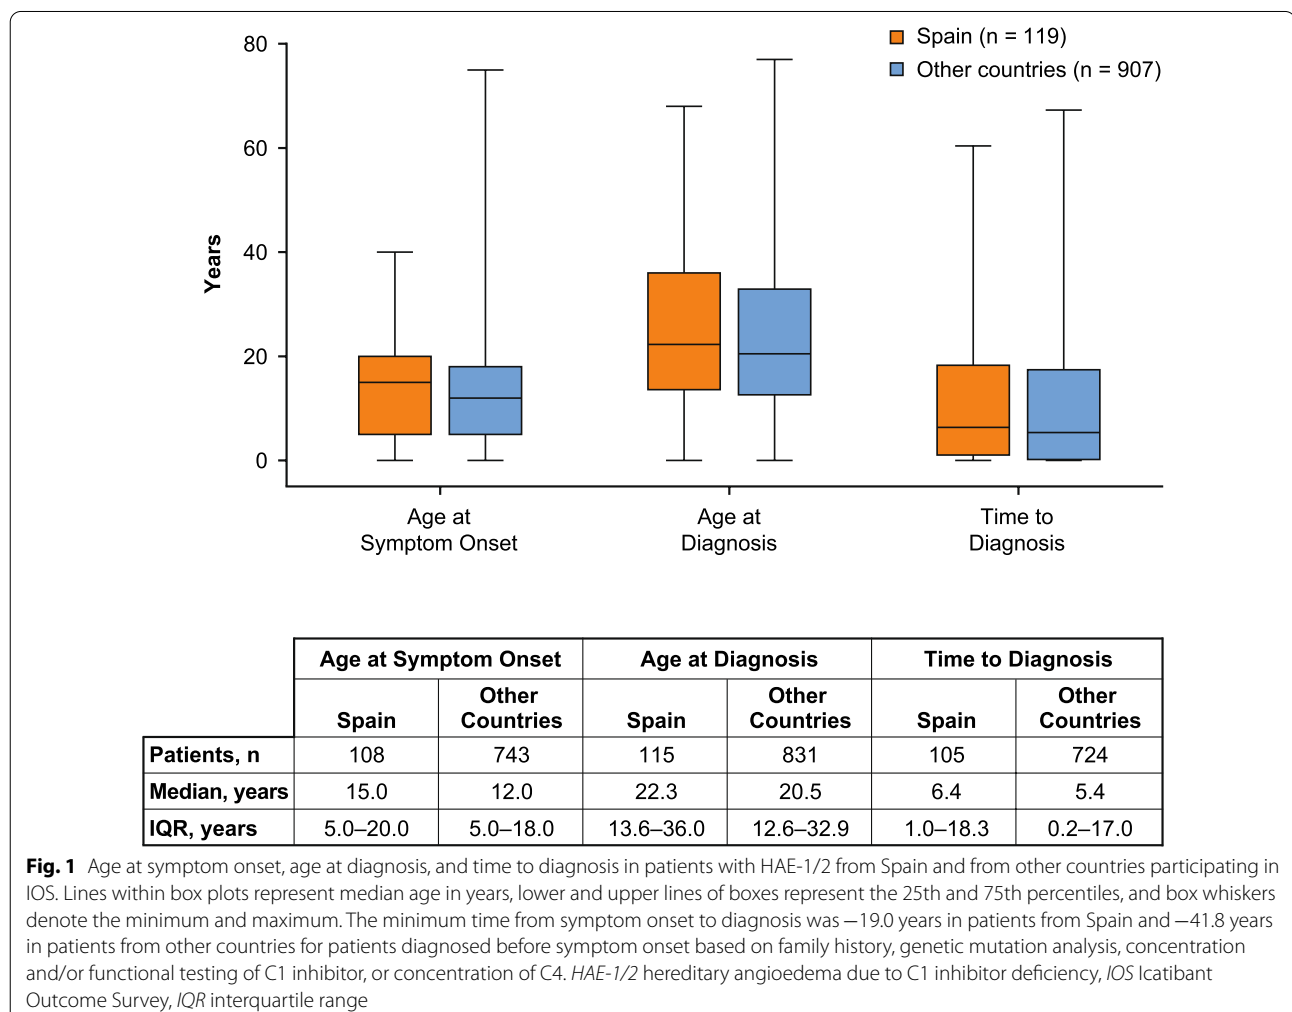 Spain (n = 119)
Other countries (n = 907)
80
60
40
20
0
Years
Age at
Symptom Onset
Age at
Diagnosis
Time to
Diagnosis
Age at Symptom Onset Age at Diagnosis Time to Diagnosis
Spain Other Countries Spain Other Countries Spain Other Countries
Patients, n 108 743 115 831 105 724
Median, years 15.0 12.0 22.3 20.5 6.4 5.4
IQR, years 5.0–20.0 5.0–18.0 13.6–36.0 12.6–32.9 1.0–18.3 0.2–17.0
Fig. 1 Age at symptom onset, age at diagnosis, and time to diagnosis in patients with HAE-1/2 from Spain and from other countries participating in
IOS. Lines within box plots represent median age in years, lower and upper lines of boxes represent the 25th and 75th percentiles, and box whiskers
denote the minimum and maximum. The minimum time from symptom onset to diagnosis was −19.0 years in patients from Spain and −41.8 years
in patients from other countries for patients diagnosed before symptom onset based on family history, genetic mutation analysis, concentration
and/or functional testing of C1 inhibitor, or concentration of C4. HAE-1/2 hereditary angioedema due to C1 inhibitor deficiency, IOS Icatibant
Outcome Survey, IQR interquartile range